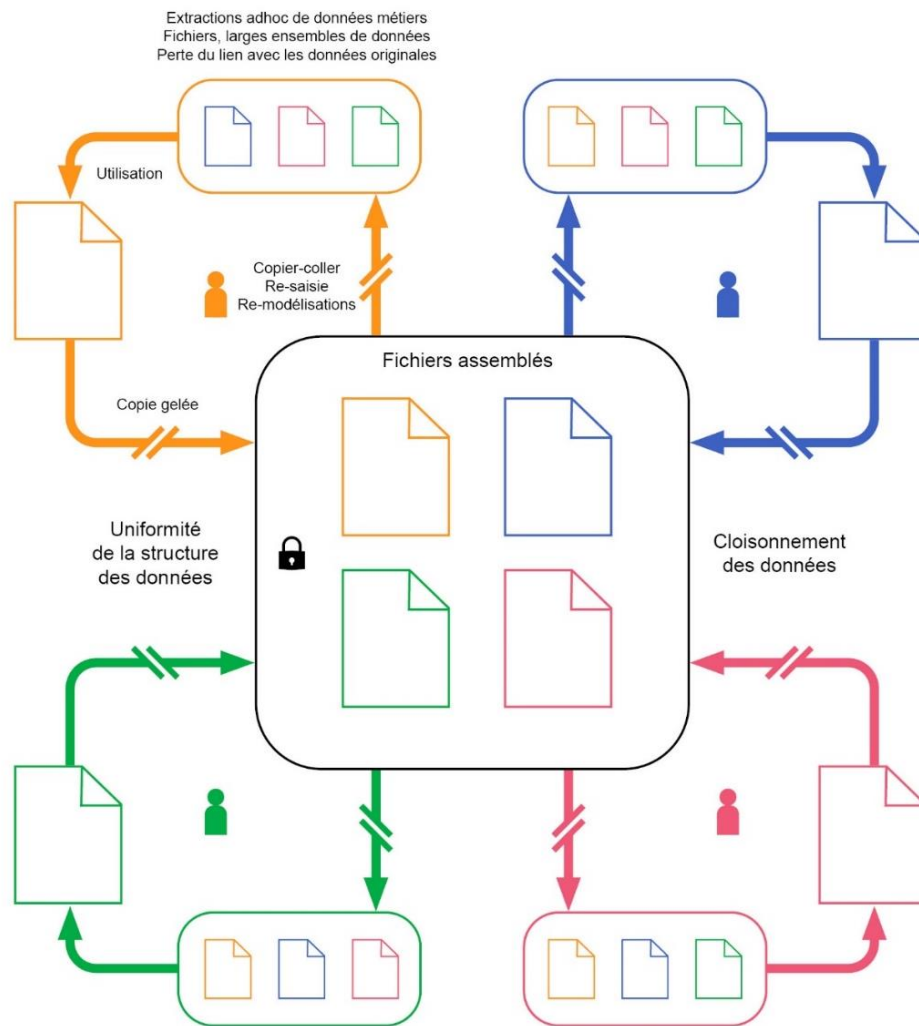 Extractions adhoc de données métiers
Fichiers, larges ensembles de données
Perte du lien avec les données originales
Utilisation
Copier-coller
Re-saisie
Re-modélisations
Fichiers assemblés
Copie gelée
Uniformité
de la structure
des données
Cloisonnement
des données